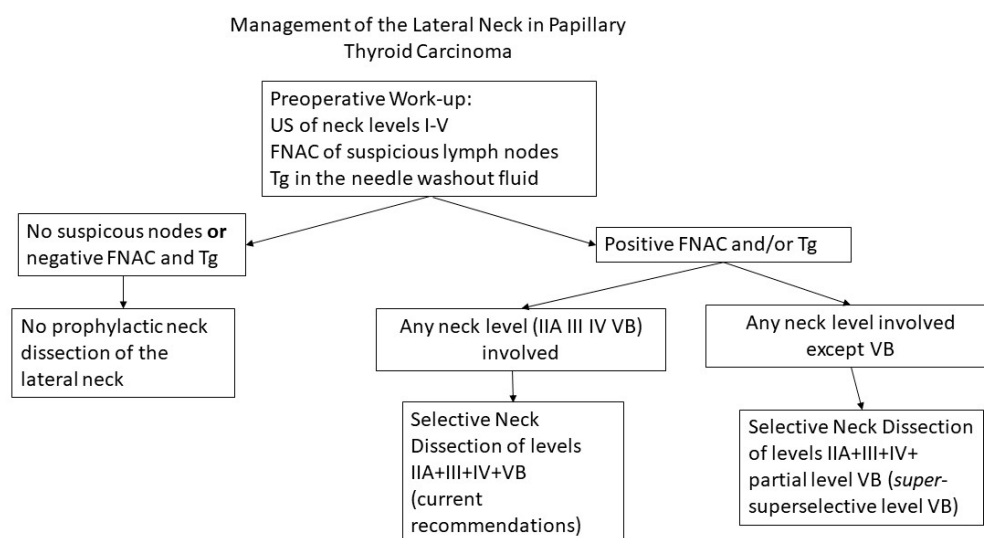 Management of the Lateral Neck in Papillary
Thyroid Carcinoma
Preoperative Work-up:
US of neck levels I-V
FNAC of suspicious lymph nodes
Tg in the needle washout fluid
No suspicous nodes or
negative FNAC and Tg
Positive FNAC and/or Tg
No prophylactic neck
dissection of the
lateral neck
Any neck level (IIA III IV VB)
involved
Any neck level involved
except VB
Selective Neck
Dissection of levels
IIA+III+IV+VB
(current
recommendations)
Selective Neck Dissection
of levels IIA+III+IV+
partial level VB (super-
superselective level VB)